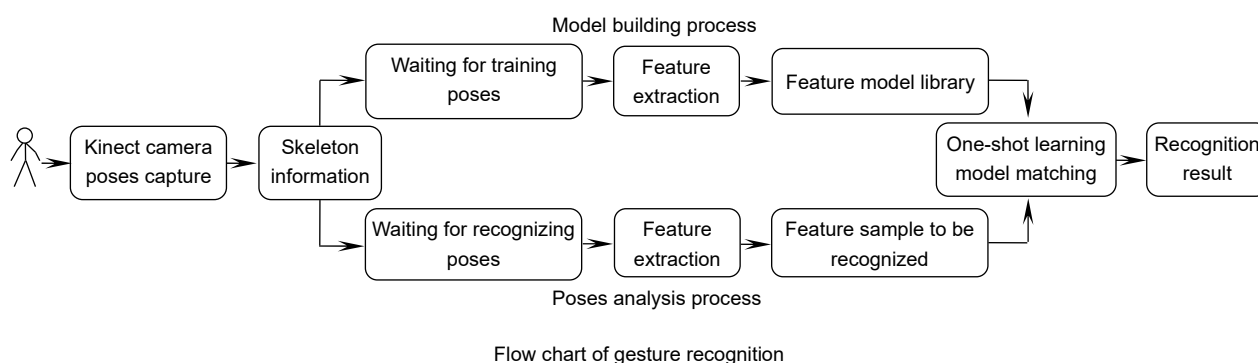 Model building process
Waiting for training
poses
Feature
extraction
Feature model library
Kinect camera
poses capture
Skeleton
information
One-shot learning
model matching
Recognition
result
Waiting for recognizing
poses
Feature
extraction
Feature sample to be
recognized
Poses analysis process
Flow chart of gesture recognition